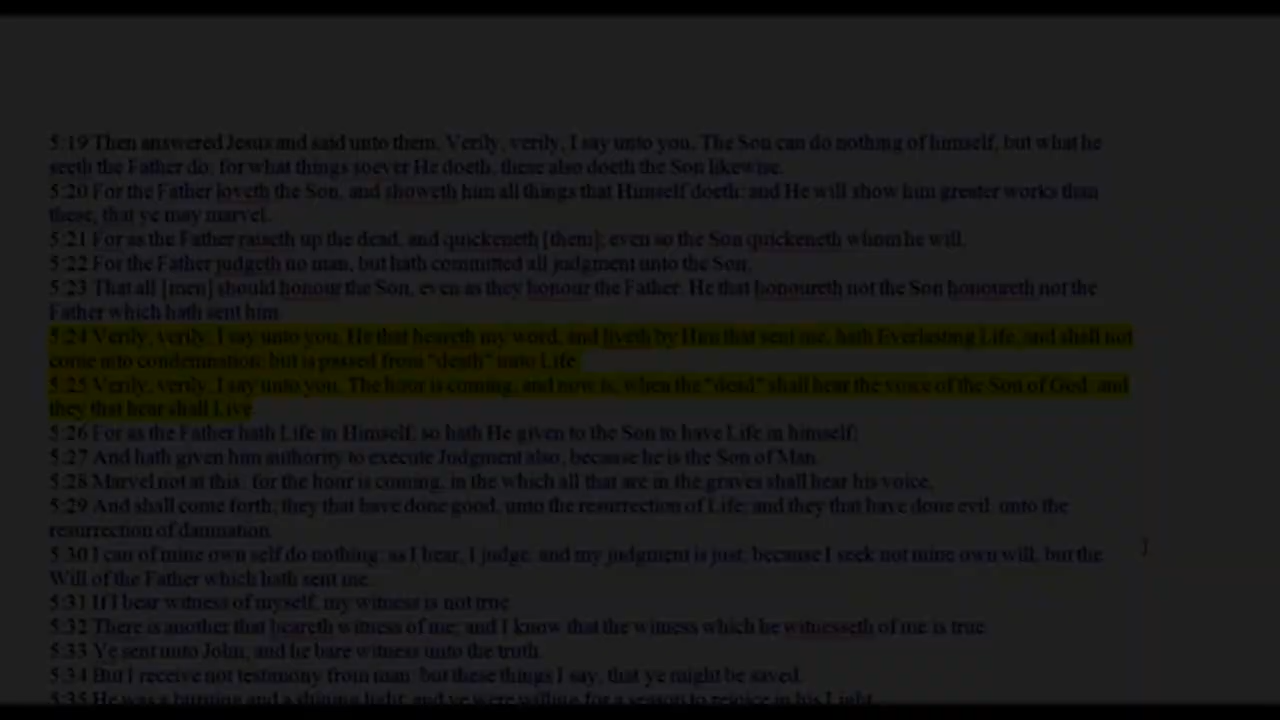 5:19 Then answered Jesus and said unto them, Verily, verily, I say unto you, The Son can do nothing of himself, but what he
seeth the Father do: for what things soever He doeth, these also doeth the Son likewise.
5:20 For the Father loveth the Son, and showeth him all things that Himself doeth: and He will show him greater works than
these, that ye may marvel.
5:21 For as the Father raiseth up the dead, and quickeneth [them]; even so the Son quickeneth whom he will.
5:22 For the Father judgeth no man, but hath committed all judgment unto the Son:
5:23 That all [men] should honour the Son, even as they honour the Father. He that honoureth not the Son honoureth not the
Father which hath sent him.
5:24 Verily, verily, I say unto you, He that heareth my word, and liveth by Him that sent me, hath Everlasting Life, and shall not
come into condemnation; but is passed from "death" unto Life.
5:25 Verily, verily, I say unto you, The hour is coming, and now is, when the "dead" shall hear the voice of the Son of God: and
they that hear shall Live.
5:26 For as the Father hath Life in Himself; so hath He given to the Son to have Life in himself;
5:27 And hath given him authority to execute Judgment also, because he is the Son of Man.
5:28 Marvel not at this: for the hour is coming, in the which all that are in the graves shall hear his voice,
5:29 And shall come forth; they that have done good, unto the resurrection of Life; and they that have done evil, unto the
resurrection of damnation.
5:30 I can of mine own self do nothing: as I hear, I judge: and my judgment is just; because I seek not mine own will, but the
Will of the Father which hath sent me.
5:31 If I bear witness of myself, my witness is not true.
5:32 There is another that beareth witness of me; and I know that the witness which he witnesseth of me is true.
5:33 Ye sent unto John, and he bare witness unto the truth.
5:34 But I receive not testimony from man: but these things I say, that ye might be saved.
5:35 He was a burning and a shining light: and ye were willing for a season to rejoice in his Light.